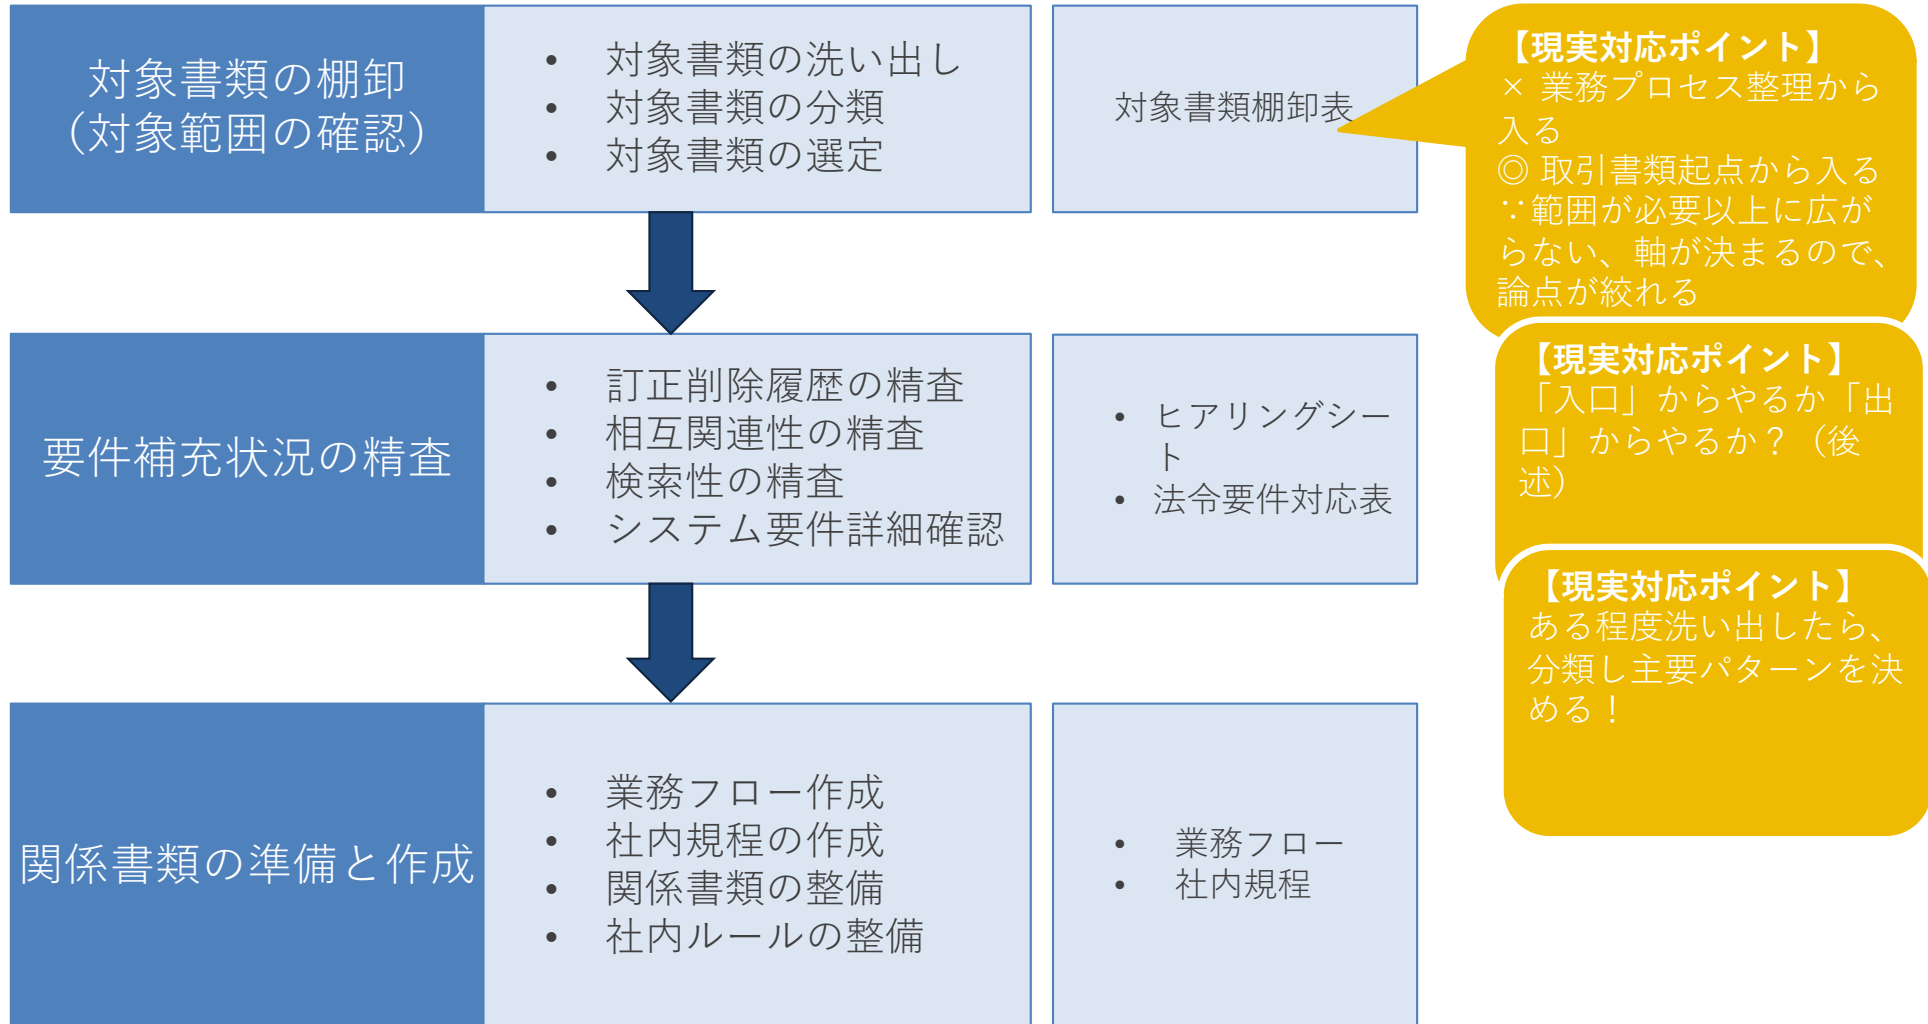 対象書類の棚卸
（対象範囲の確認）
• 対象書類の洗い出し
• 対象書類の分類
• 対象書類の選定
対象書類棚卸表
【現実対応ポイント】
× 業務プロセス整理から
入る
◎ 取引書類起点から入る
∵範囲が必要以上に広が
らない、軸が決まるので、
論点が絞れる
要件補充状況の精査
• 訂正削除履歴の精査
• 相互関連性の精査
• 検索性の精査
• システム要件詳細確認
• ヒアリングシー
ト
• 法令要件対応表
【現実対応ポイント】
「入口」からやるか「出
口」からやるか？（後
述）
【現実対応ポイント】
ある程度洗い出したら、
分類し主要パターンを決
める！
関係書類の準備と作成
• 業務フロー作成
• 社内規程の作成
• 関係書類の整備
• 社内ルールの整備
• 業務フロー
• 社内規程